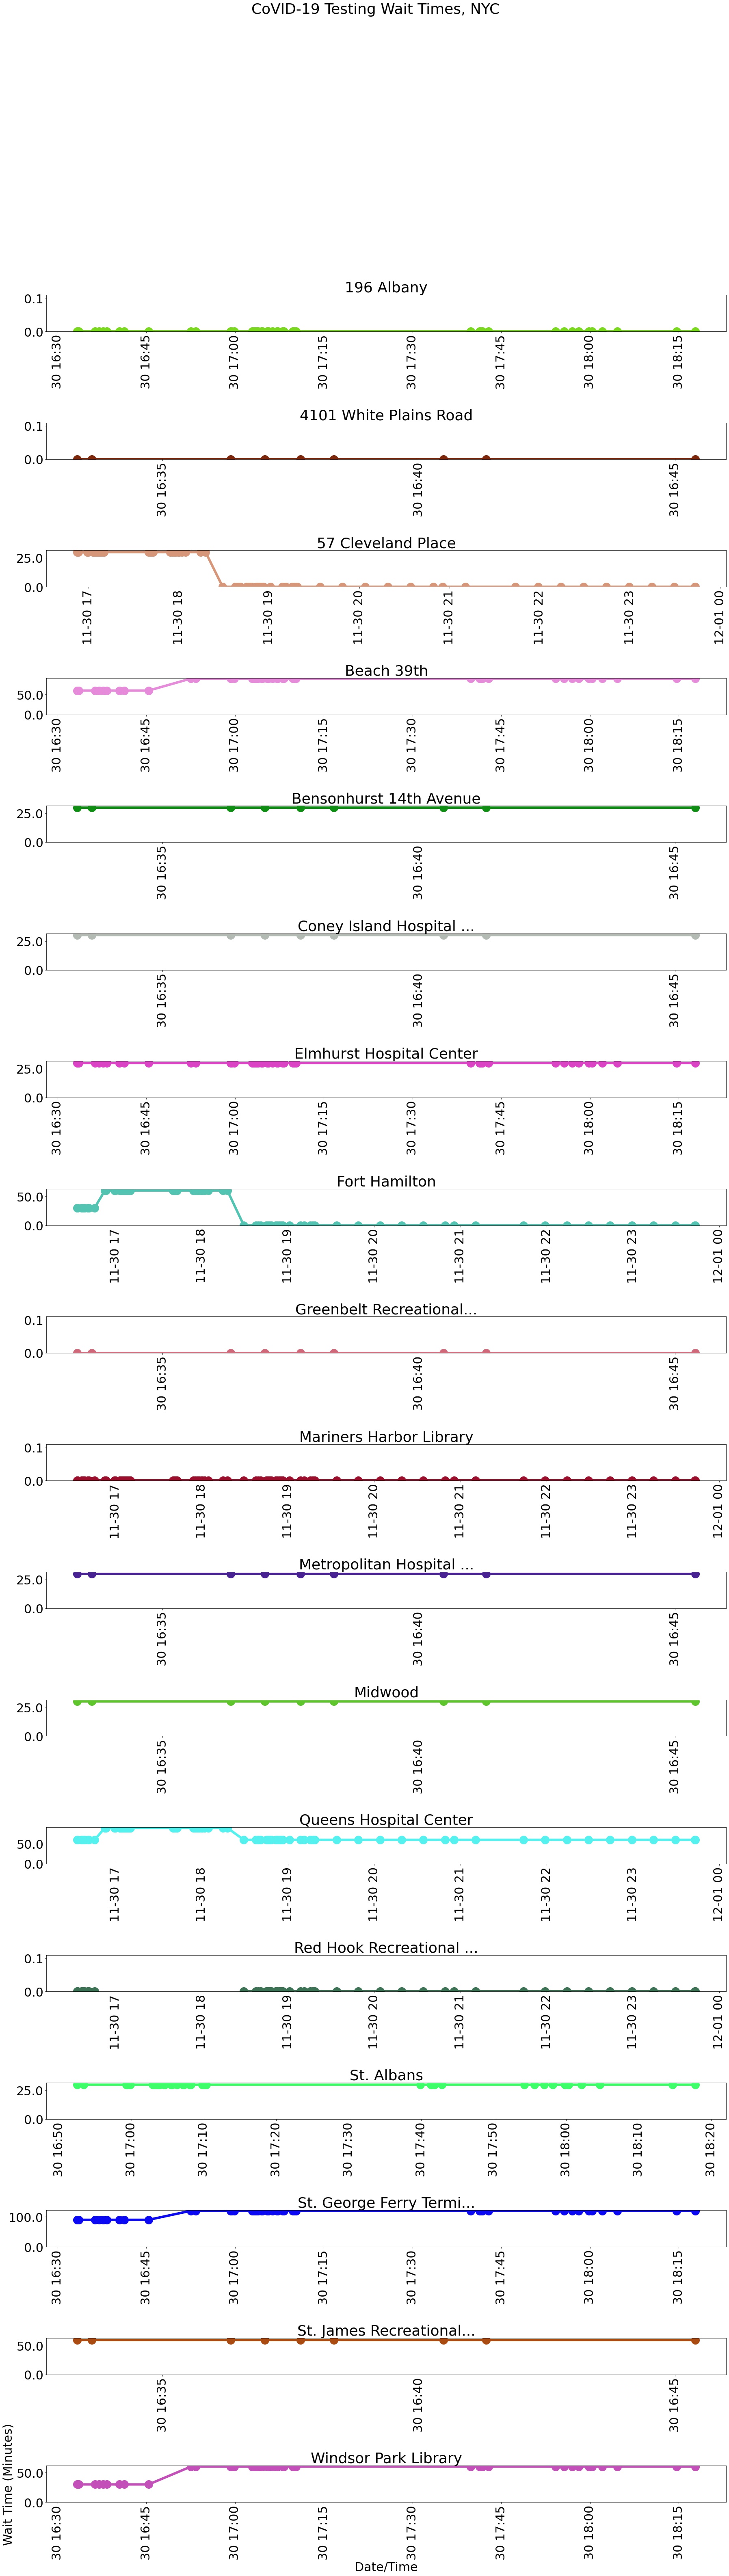 CoVID-19 Testing Wait Times, NYC
196 Albany
0.1
0.0
30 16:30 30 16:45 30 17:00 30 17:15 30 17:30 30 17:45 30 18:00 30 18:15
4101 White Plains Road
0.1
0.0
30 16:35 30 16:40 30 16:45
57 Cleveland Place
25.0
0.0
11-30 17 11-30 18 11-30 19 11-30 20 11-30 21 11-30 22 11-30 23 12-01 00
Beach 39th
50.0
0.0
30 16:30 30 16:45 30 17:00 30 17:15 30 17:30 30 17:45 30 18:00 30 18:15
Bensonhurst 14th Avenue
25.0
0.0
30 16:35 30 16:40 30 16:45
Coney Island Hospital ...
25.0
0.0
30 16:35 30 16:40 30 16:45
Elmhurst Hospital Center
25.0
0.0
30 16:30 30 16:45 30 17:00 30 17:15 30 17:30 30 17:45 30 18:00 30 18:15
Fort Hamilton
50.0
0.0
11-30 17 11-30 18 11-30 19 11-30 20 11-30 21 11-30 22 11-30 23 12-01 00
Greenbelt Recreational...
0.1
0.0
30 16:35 30 16:40 30 16:45
Mariners Harbor Library
0.1
0.0
11-30 17 11-30 18 11-30 19 11-30 20 11-30 21 11-30 22 11-30 23 12-01 00
Metropolitan Hospital ...
25.0
0.0
30 16:35 30 16:40 30 16:45
Midwood
25.0
0.0
30 16:35 30 16:40 30 16:45
Queens Hospital Center
50.0
0.0
11-30 17 11-30 18 11-30 19 11-30 20 11-30 21 11-30 22 11-30 23 12-01 00
Red Hook Recreational ...
0.1
0.0
11-30 17 11-30 18 11-30 19 11-30 20 11-30 21 11-30 22 11-30 23 12-01 00
St. Albans
25.0
0.0
30 16:50 30 17:00 30 17:10 30 17:20 30 17:30 30 17:40 30 17:50 30 18:00 30 18:10 30 18:20
St. George Ferry Termi...
100.0
0.0
30 16:30 30 16:45 30 17:00 30 17:15 30 17:30 30 17:45 30 18:00 30 18:15
St. James Recreational...
50.0
0.0
30 16:35 30 16:40 30 16:45
Windsor Park Library
50.0
0.0
30 16:30 30 16:45 30 17:00 30 17:15 30 17:30 30 17:45 30 18:00 30 18:15
Wait Time (Minutes)
Date/Time